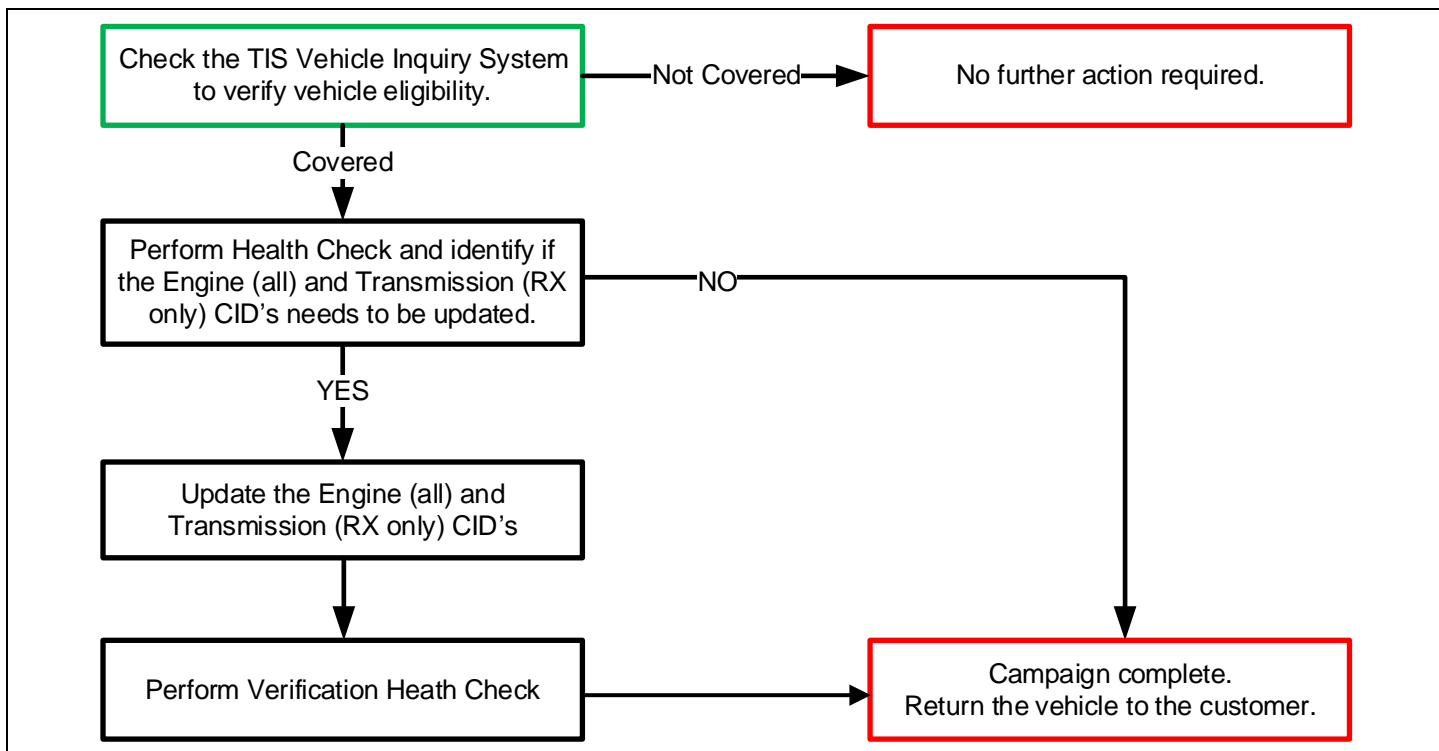 Check the TIS Vehicle Inquiry System
to verify vehicle eligibility.
Not Covered
No further action required.
Covered
Perform Health Check and identify if
the Engine (all) and Transmission (RX
only) CID’s needs to be updated.
NO
YES
Update the Engine (all) and
Transmission (RX only) CID’s
Perform Verification Heath Check
Campaign complete.
Return the vehicle to the customer.